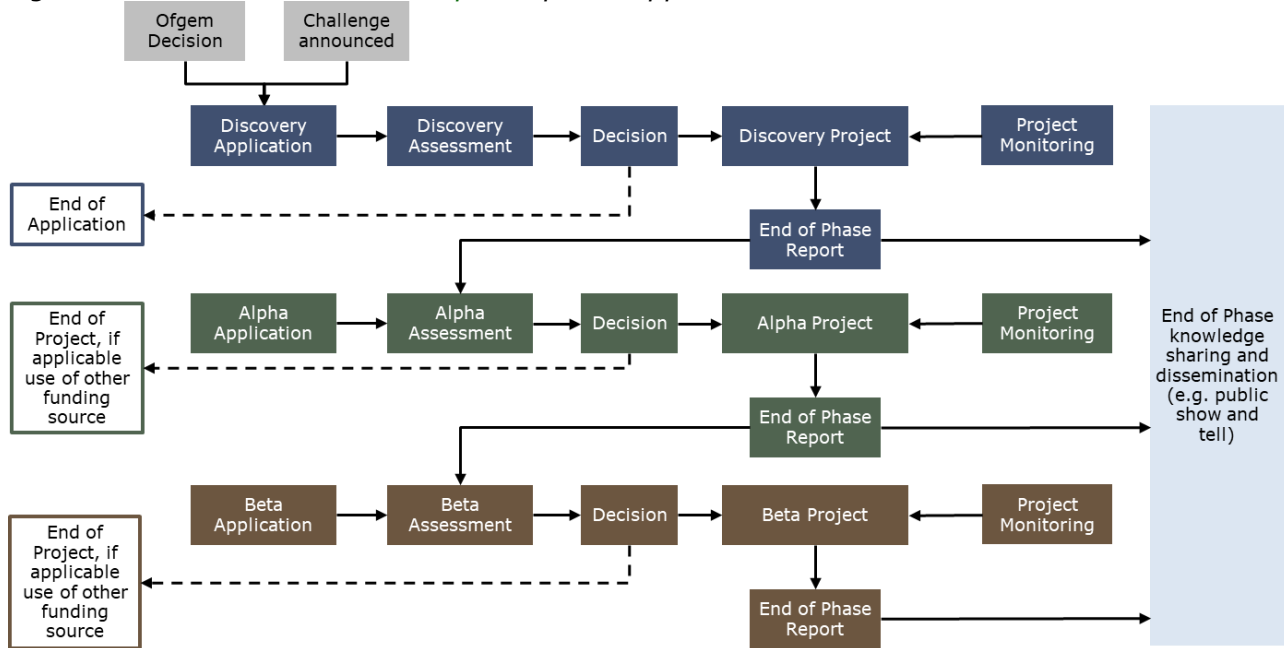 Ofgem
Decision
Challenge
announced
Discovery
Application
Discovery
Assessment
Decision
Discovery Project
Project
Monitoring
End of
Application
End of Phase
Report
Alpha
Application
Alpha
Assessment
Decision
Alpha Project
Project
Monitoring
End of
Project, if
applicable
use of other
funding
source
End of Phase
knowledge
sharing and
dissemination
(e.g. public
show and
tell)
End of Phase
Report
Beta
Application
Beta
Assessment
Decision
Beta Project
Project
Monitoring
End of
Project, if
applicable
use of other
funding
source
End of Phase
Report